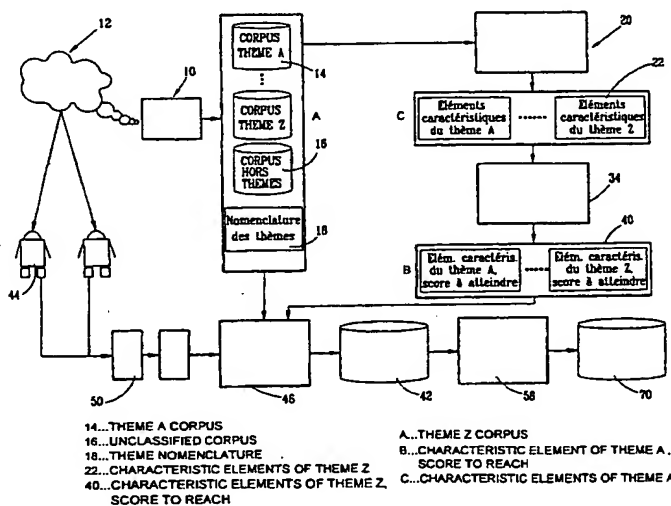 12
10
CORPUS
THEME A
14
CORPUS
THEME Z
A
CORPUS
HORS
THEMES
16
Nomenclature
des thèmes
18
20
22
C
Eléments
caractéristiques
du thème A
Eléments
caractéristiques
du thème Z
34
40
B
Elém. caractéris.
du thème A,
score à atteindre
Elém. caractéris.
du thème Z,
score à atteindre
44
50
46
42
58
70
14...THEME A CORPUS
16...UNCLASSIFIED CORPUS
18...THEME NOMENCLATURE
22...CHARACTERISTIC ELEMENTS OF THEME Z
40...CHARACTERISTIC ELEMENTS OF THEME Z,
SCORE TO REACH
A...THEME Z CORPUS
B...CHARACTERISTIC ELEMENT OF THEME A,
SCORE TO REACH
C...CHARACTERISTIC ELEMENTS OF THEME A